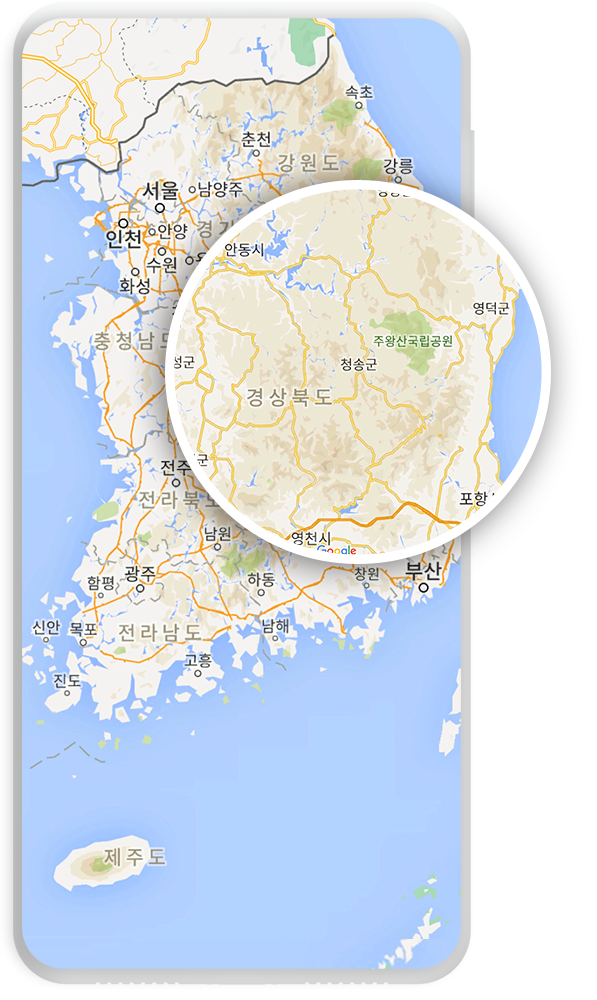 속초
춘천
강원도
강릉
서울
남양주
인천
안양
경기
수원
화성
안동시
영덕군
충청남도
주왕산국립공원
청송군
성군
경상북도
군
전주
포항
전라북도
남원
영천시
Google
함평
광주
하동
창원
부산
신안
목포
전라남도
남해
고흥
진도
제주도